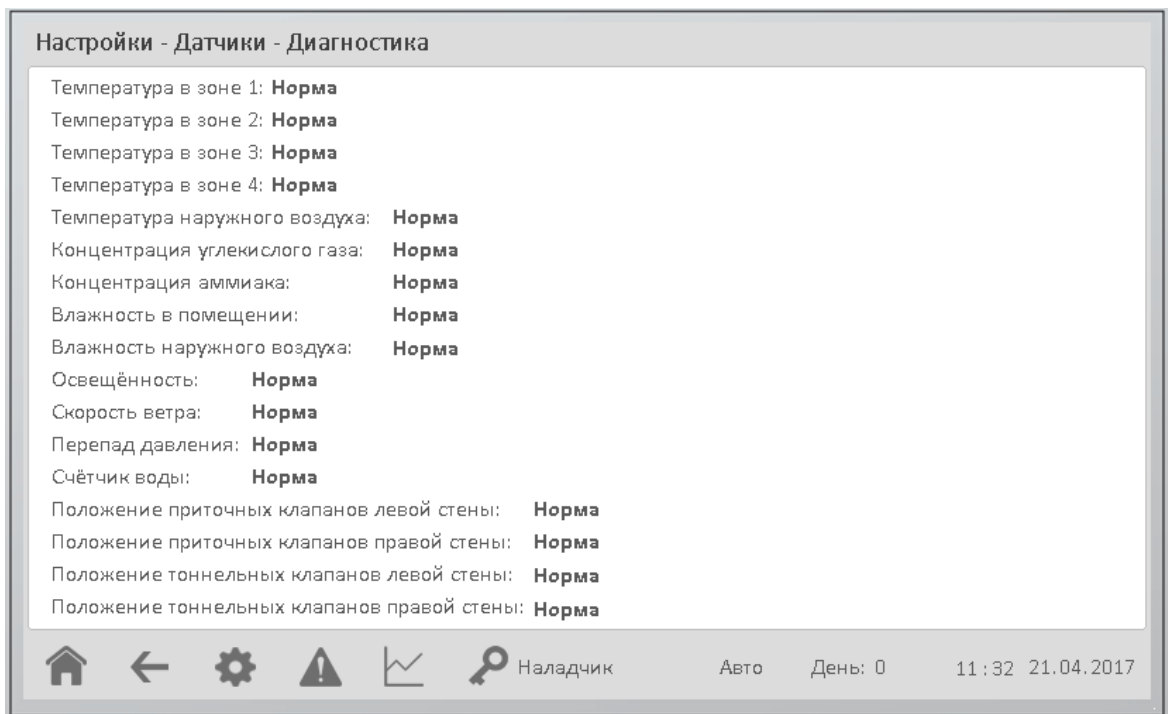 Настройки - Датчики - Диагностика
Температура в зоне 1: Норма
Температура в зоне 2: Норма
Температура в зоне 3: Норма
Температура в зоне 4: Норма
Температура наружного воздуха: Норма
Концентрация углекислого газа: Норма
Концентрация аммиака: Норма
Влажность в помещении: Норма
Влажность наружного воздуха: Норма
Освещённость: Норма
Скорость ветра: Норма
Перепад давления: Норма
Счётчик воды: Норма
Положение приточных клапанов левой стены: Норма
Положение приточных клапанов правой стены: Норма
Положение тоннельных клапанов левой стены: Норма
Положение тоннельных клапанов правой стены: Норма
Наладчик Авто День: 0 11:32 21.04.2017